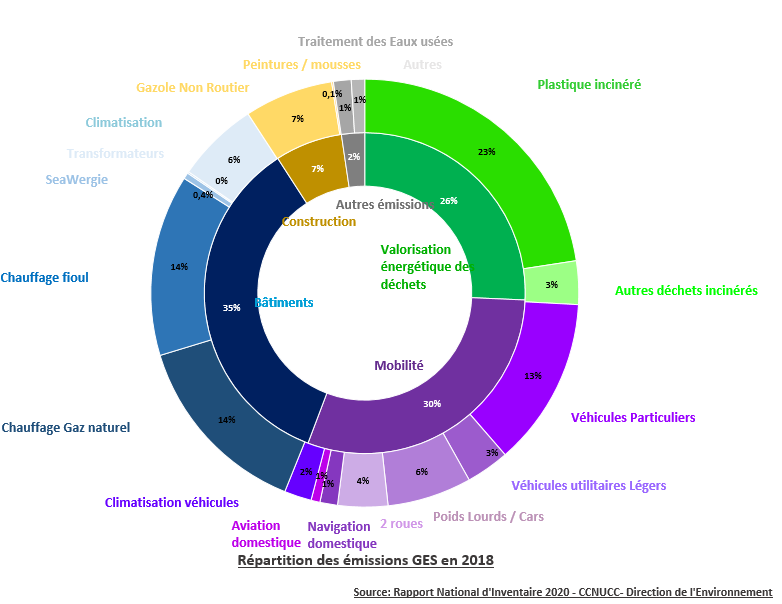 Traitement des Eaux usées
Peintures / mousses
Autres
Gazole Non Routier
Plastique incinéré
Climatisation
Transformateurs
SeaWergie
0,1%
1%
1%
7%
23%
6%
0%
0,4%
7%
2%
26%
Autres émissions
Construction
Valorisation
énergétique des
déchets
Chauffage fioul
14%
3%
Autres déchets incinérés
Bâtiments
35%
Mobilité
13%
30%
Chauffage Gaz naturel
14%
Véhicules Particuliers
3%
2%
1%
1%
4%
6%
Véhicules utilitaires Légers
Climatisation véhicules
Poids Lourds / Cars
2 roues
Aviation
domestique
Navigation
domestique
Répartition des émissions GES en 2018
Source: Rapport National d'Inventaire 2020 - CCNUCC- Direction de l'Environnement